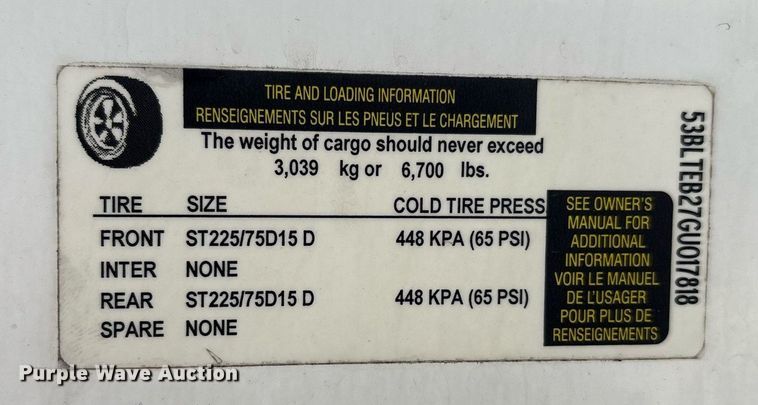 TIRE AND LOADING INFORMATION
RENSEIGNEMENTS SUR LES PNEUS ET LE CHARGEMENT
The weight of cargo should never exceed
3,039 kg or 6,700 lbs.
TIRE SIZE COLD TIRE PRESS
FRONT ST225/75D15 D 448 KPA (65 PSI)
INTER NONE
REAR ST225/75D15 D 448 KPA (65 PSI)
SPARE NONE
SEE OWNER'S
MANUAL FOR
ADDITIONAL
INFORMATION
VOIR LE MANUEL
DE L'USAGER
POUR PLUS DE
RENSEIGNEMENTS
53BLTEB27GU017818
Purple Wave Auction